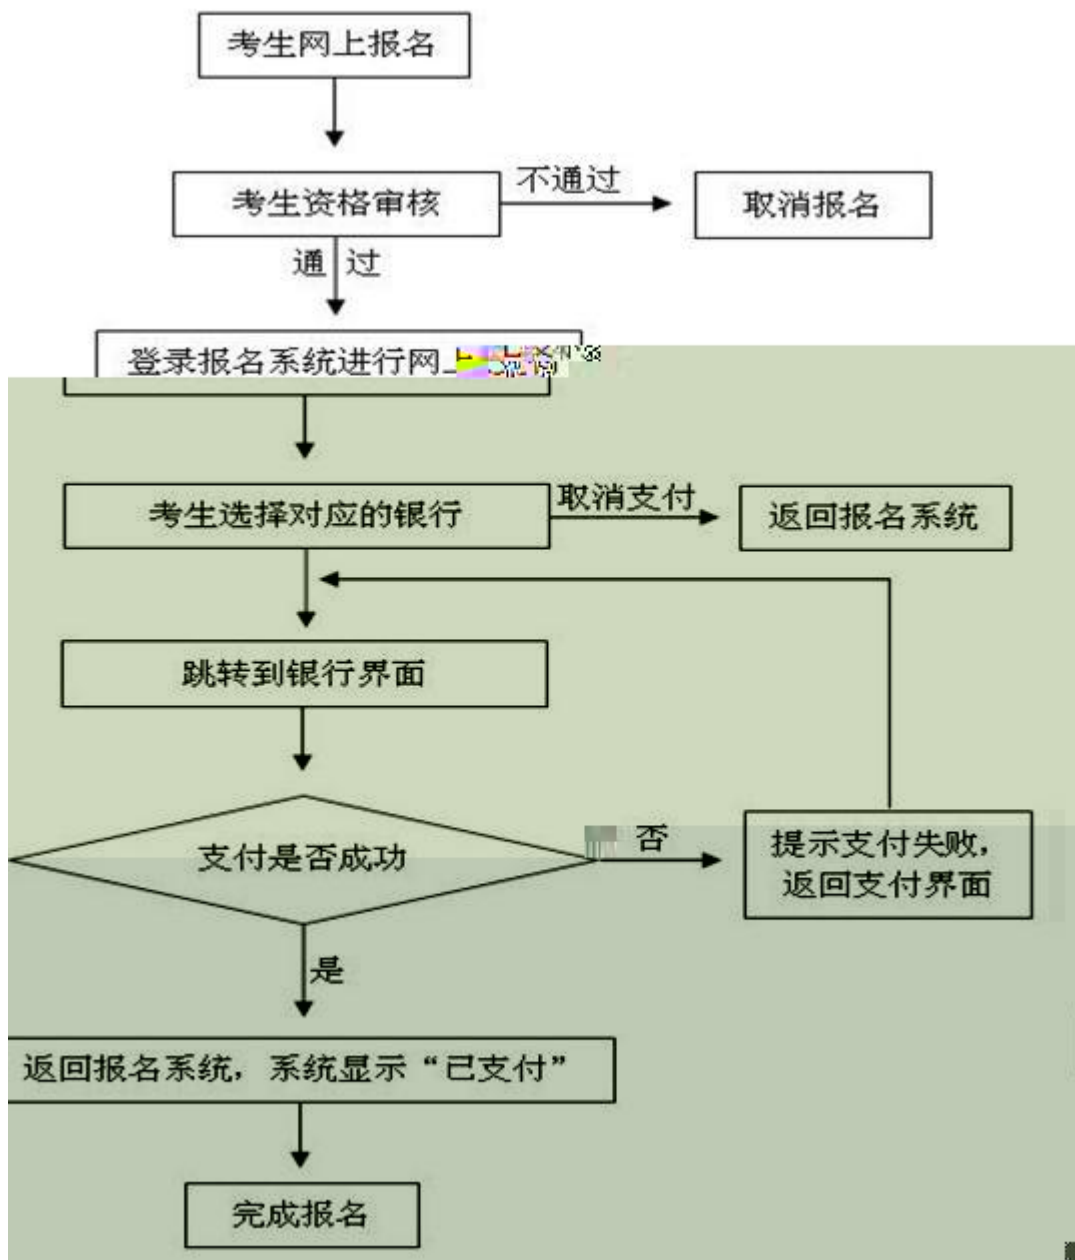 考生网上报名
考生资格审核
不通过
取消报名
通过
登录报名系统进行网
考生选择对应的银行
取消支付
返回报名系统
跳转到银行界面
支付是否成功
否
提示支付失败，
返回支付界面
是
返回报名系统，系统显示“已支付”
完成报名